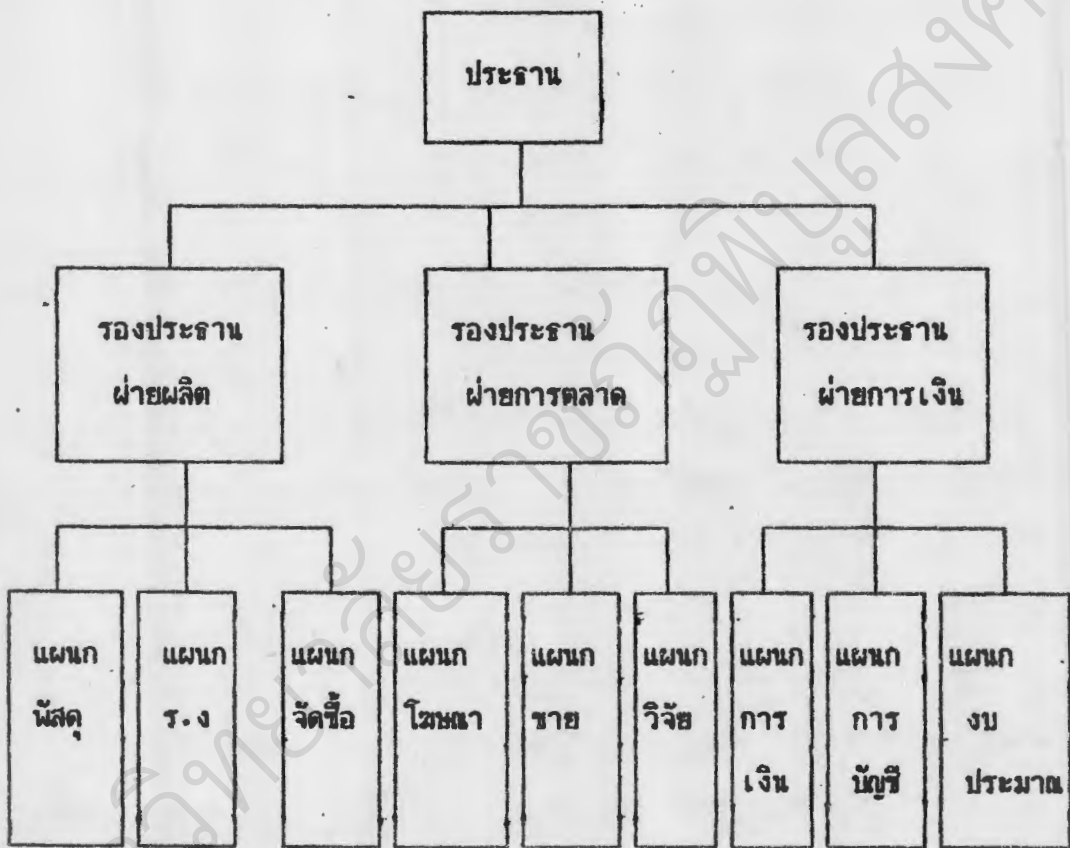 ประธาน
รองประธาน
ฝ่ายผลิต
รองประธาน
ฝ่ายการตลาด
รองประธาน
ฝ่ายการเงิน
แผนก
พัสดุ
แผนก
ร.ง
แผนก
จัดซื้อ
แผนก
โฆษณา
แผนก
ขาย
แผนก
วิจัย
แผนก
การ
เงิน
แผนก
การ
บัญชี
แผนก
งบ
ประมาณ